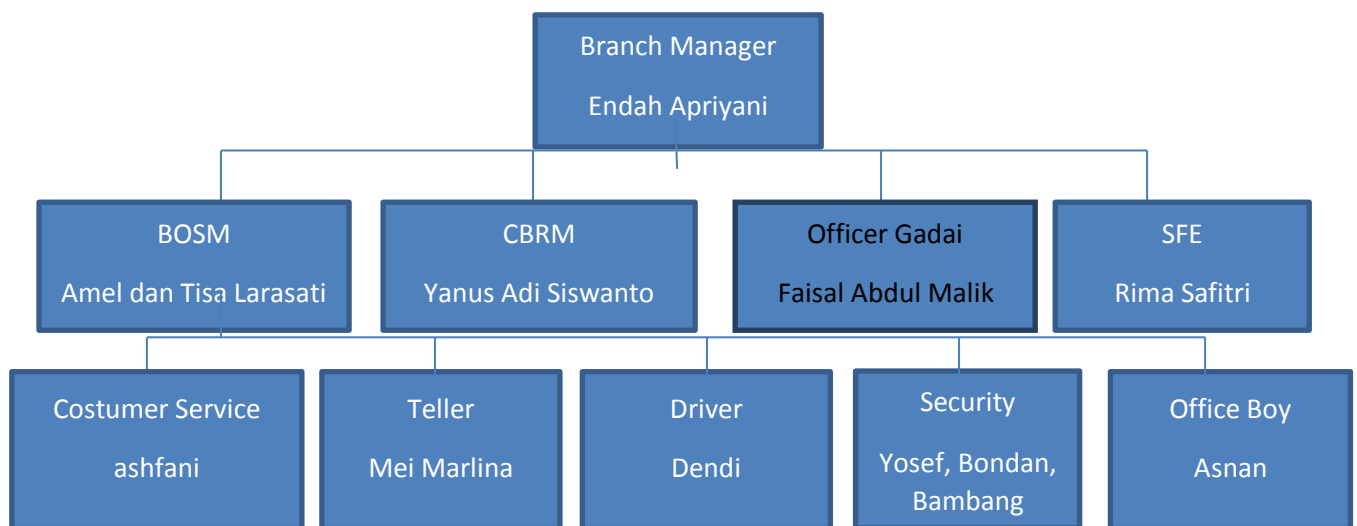 Branch Manager
Endah Apriyani
BOSM
Amel dan Tisa Larasati
CBRM
Yanus Adi Siswanto
Officer Gadai
Faisal Abdul Malik
SFE
Rima Safitri
Costumer Service
ashfani
Teller
Mei Marlina
Driver
Dendi
Security
Yosef, Bondan,
Bambang
Office Boy
Asnan